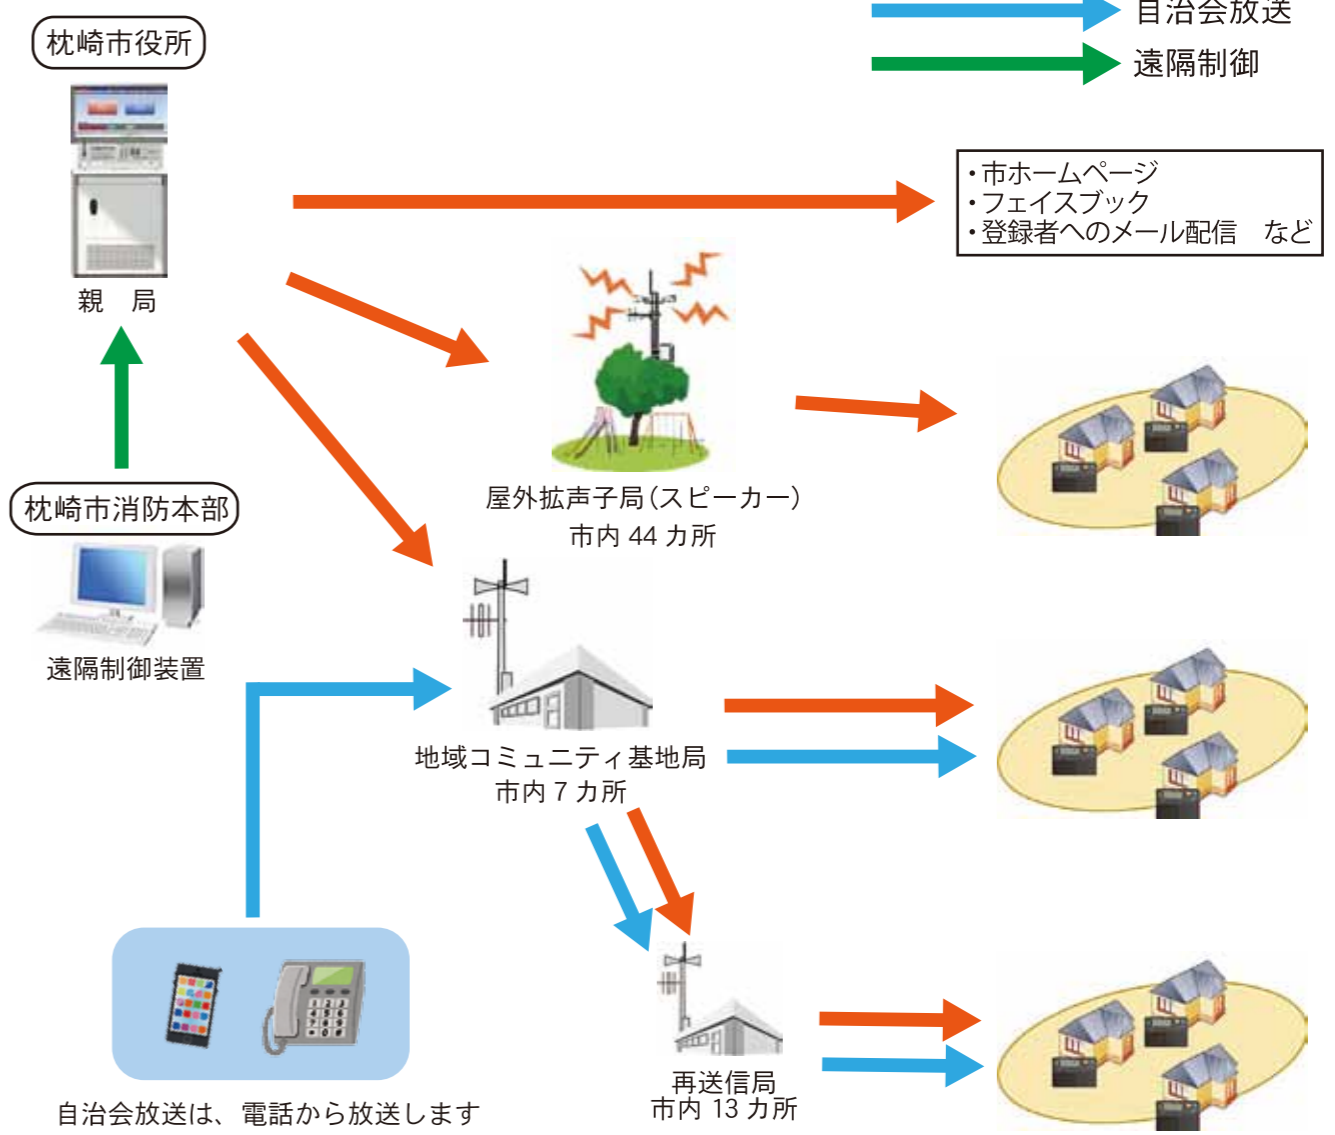 自治会放送
遠隔制御
枕崎市役所
親　局
・市ホームページ
・フェイスブック
・登録者へのメール配信　など
屋外拡声子局（スピーカー）
市内 44 カ所
枕崎市消防本部
遠隔制御装置
地域コミュニティ基地局
市内 7 カ所
再送信局
市内 13 カ所
自治会放送は、電話から放送します